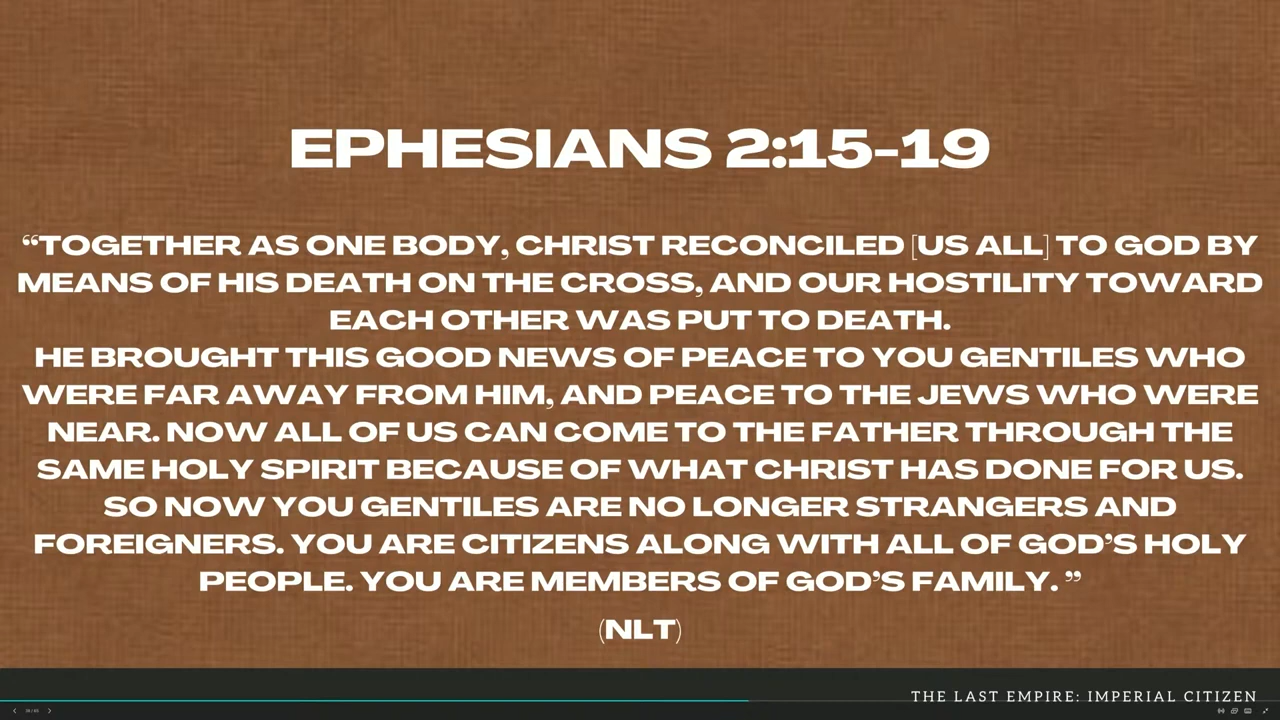 EPHESIANS 2:15-19
“TOGETHER AS ONE BODY, CHRIST RECONCILED [US ALL] TO GOD BY
MEANS OF HIS DEATH ON THE CROSS, AND OUR HOSTILITY TOWARD
EACH OTHER WAS PUT TO DEATH.
HE BROUGHT THIS GOOD NEWS OF PEACE TO YOU GENTILES WHO
WERE FAR AWAY FROM HIM, AND PEACE TO THE JEWS WHO WERE
NEAR. NOW ALL OF US CAN COME TO THE FATHER THROUGH THE
SAME HOLY SPIRIT BECAUSE OF WHAT CHRIST HAS DONE FOR US.
SO NOW YOU GENTILES ARE NO LONGER STRANGERS AND
FOREIGNERS. YOU ARE CITIZENS ALONG WITH ALL OF GOD’S HOLY
PEOPLE. YOU ARE MEMBERS OF GOD’S FAMILY. ”
(NLT)
THE LAST EMPIRE: IMPERIAL CITIZEN